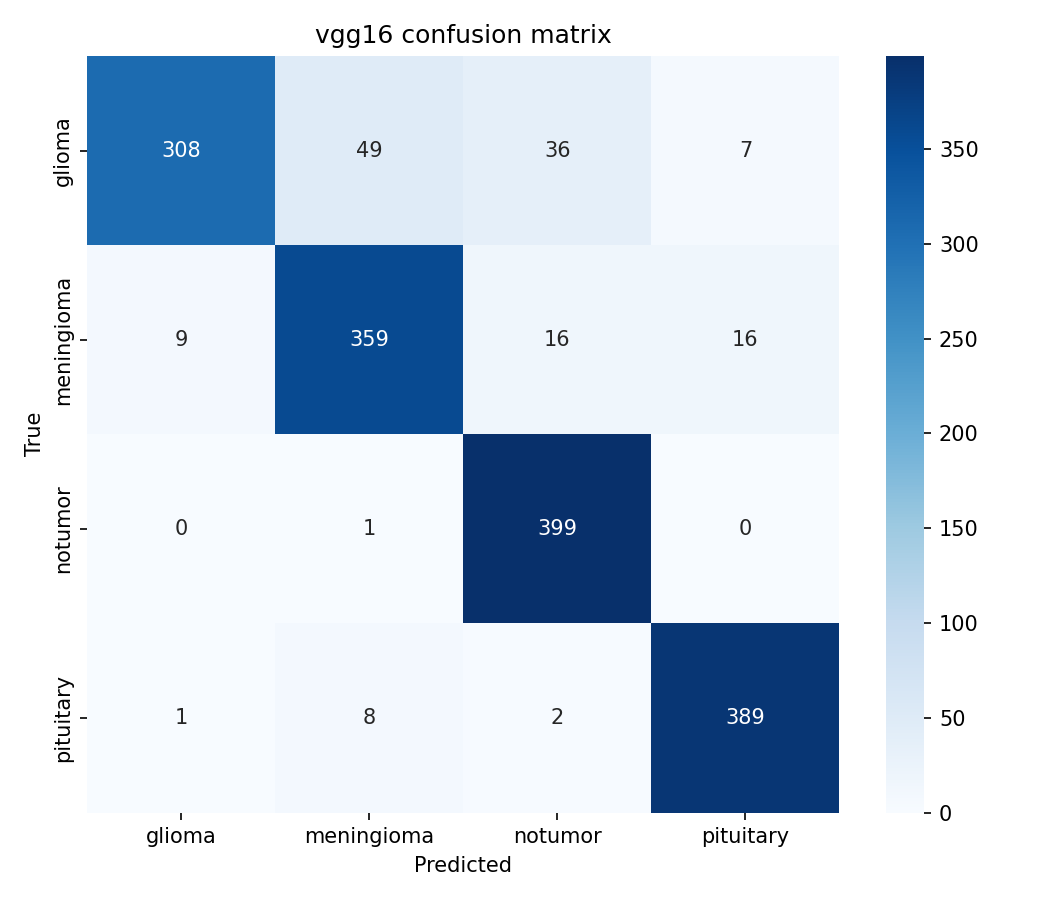 vgg16 confusion matrix
True
glioma 308 49 36 7
meningioma 9 359 16 16
notumor 0 1 399 0
pituitary 1 8 2 389
glioma meningioma notumor pituitary
Predicted
350
300
250
200
150
100
50
0